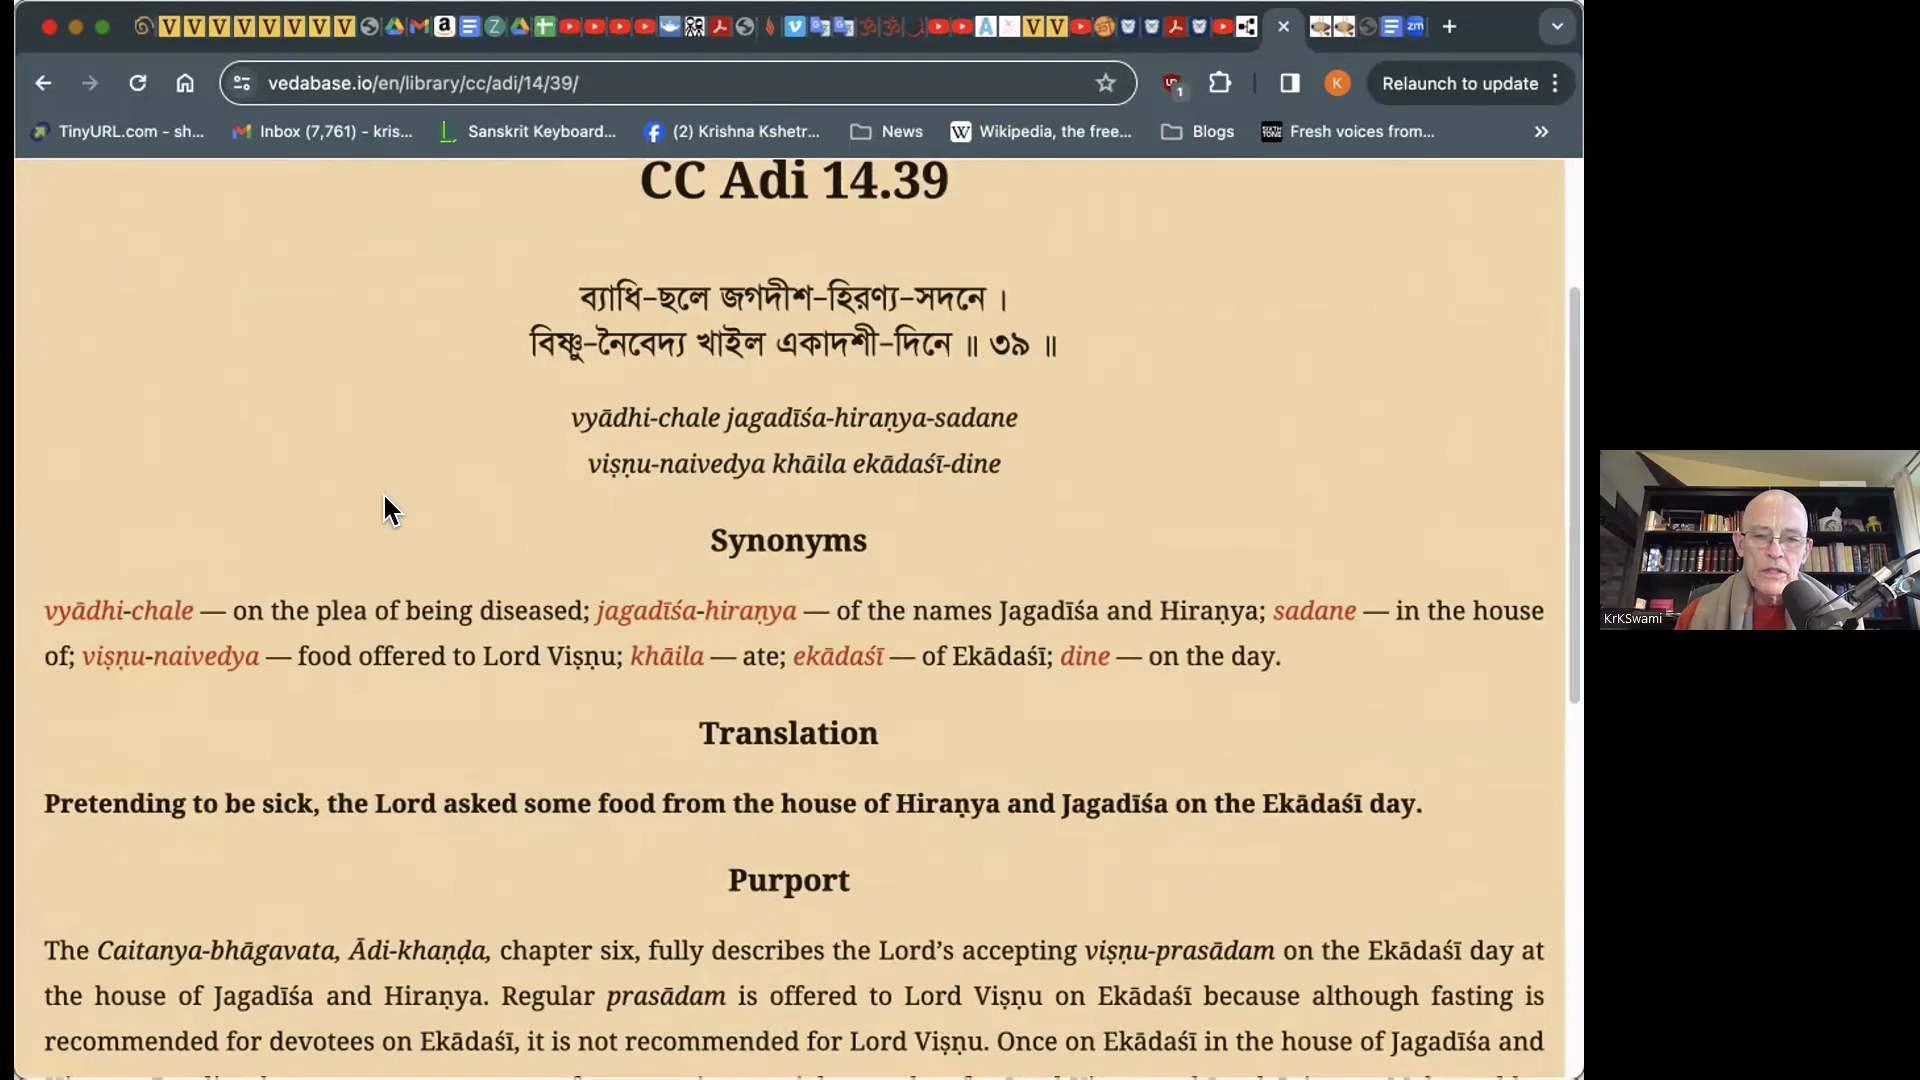 vedabase.io/en/library/cc/adi/14/39/
1
K
Relaunch to update
TinyURL.com – sh...
Inbox (7,761) - kris...
Sanskrit Keyboard...
(2) Krishna Kshetr...
News
Wikipedia, the free...
Blogs
Fresh voices from...
CC Adi 14.39
ব্যাধি-ছলে জগদীশ-হিরণ্য-সদনে ।
বিষ্ণু-নৈবেদ্য খাইল একাদশী-দিনে ॥ ৩৯ ॥
vyādhi-chale jagadīśa-hiraṇya-sadane
viṣṇu-naivedya khāila ekādaśī-dine
Synonyms
vyādhi-chale — on the plea of being diseased; jagadīśa-hiraṇya — of the names Jagadīśa and Hiraṇya; sadane — in the house
of; viṣṇu-naivedya — food offered to Lord Viṣṇu; khāila — ate; ekādaśī — of Ekādaśī; dine — on the day.
Translation
Pretending to be sick, the Lord asked some food from the house of Hiraṇya and Jagadīśa on the Ekādaśī day.
Purport
The Caitanya-bhāgavata, Ādi-khaṇḍa, chapter six, fully describes the Lord’s accepting viṣṇu-prasādam on the Ekādaśī day at
the house of Jagadīśa and Hiraṇya. Regular prasādam is offered to Lord Viṣṇu on Ekādaśī because although fasting is
recommended for devotees on Ekādaśī, it is not recommended for Lord Viṣṇu. Once on Ekādaśī in the house of Jagadīśa and
KrKSwami